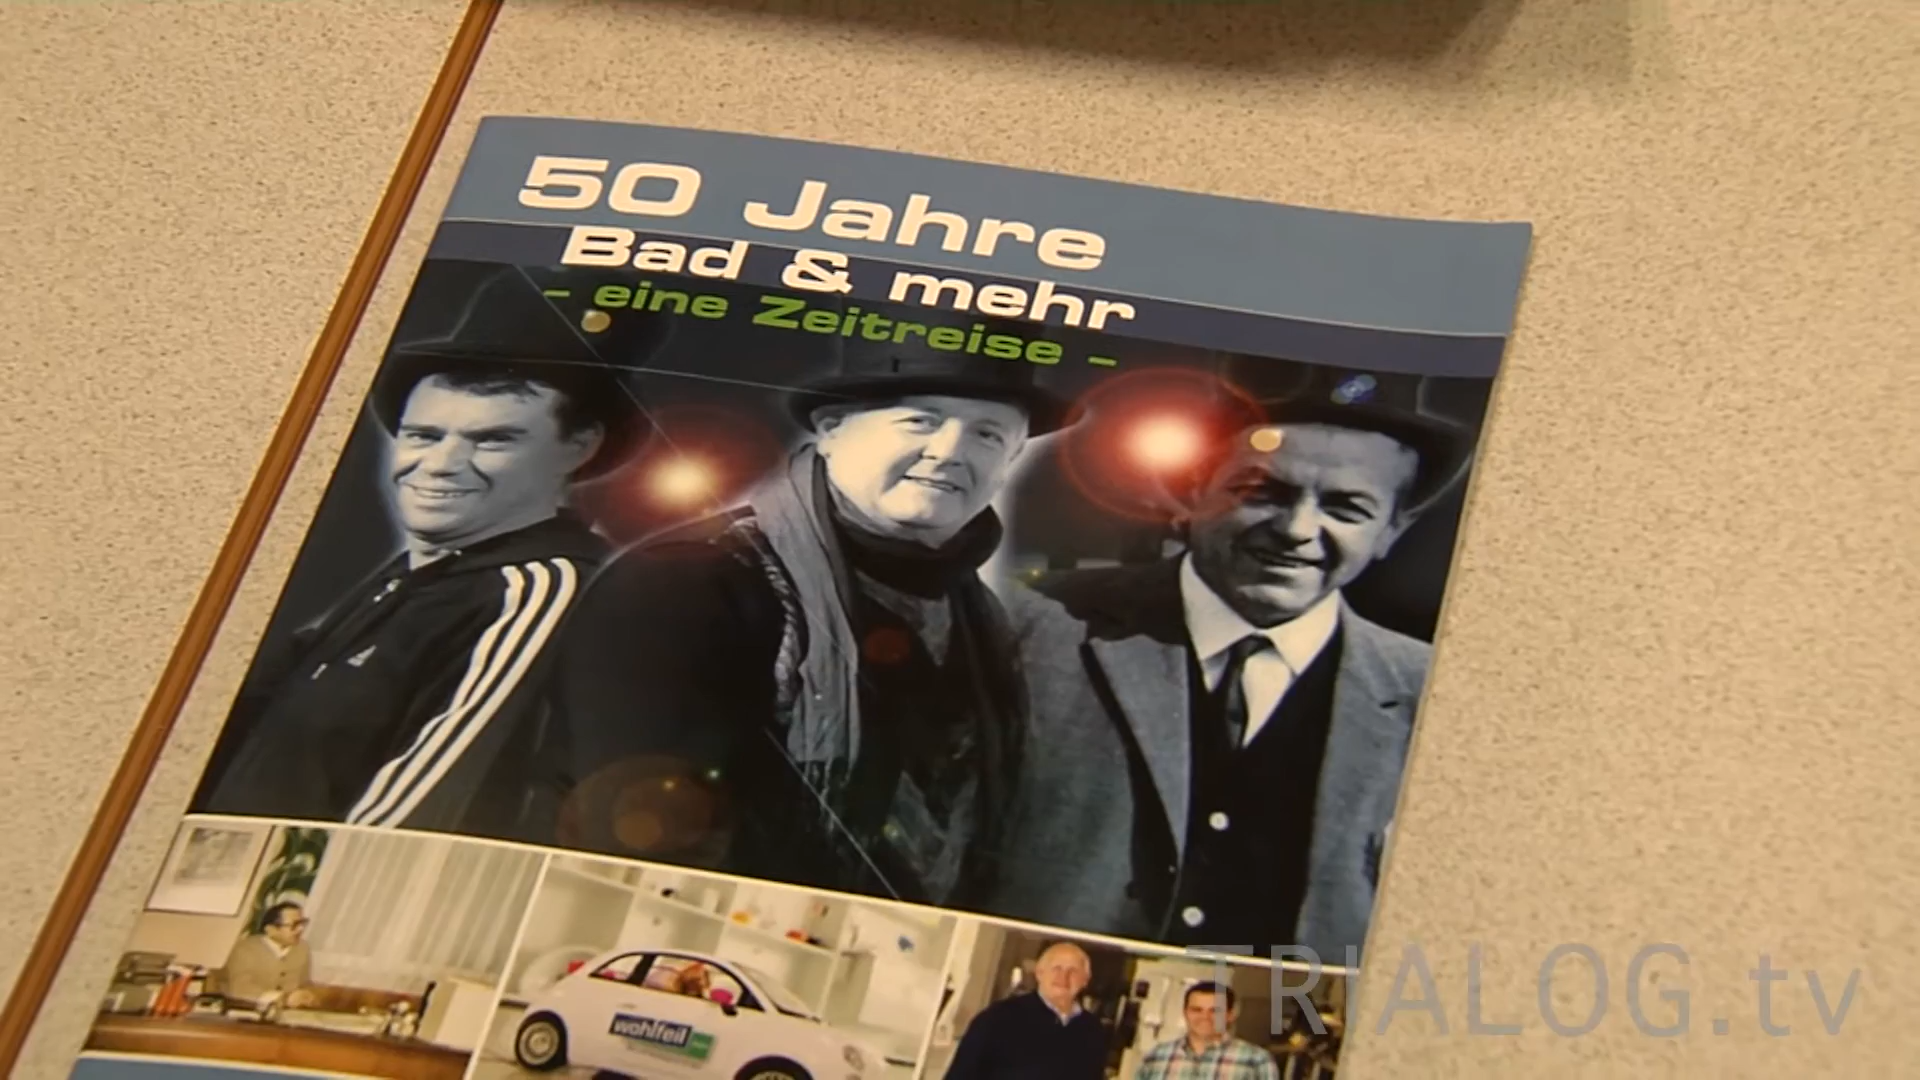 50 Jahre
Bad & mehr
- eine Zeitreise -
wohlfeil
TRIALOG.tv